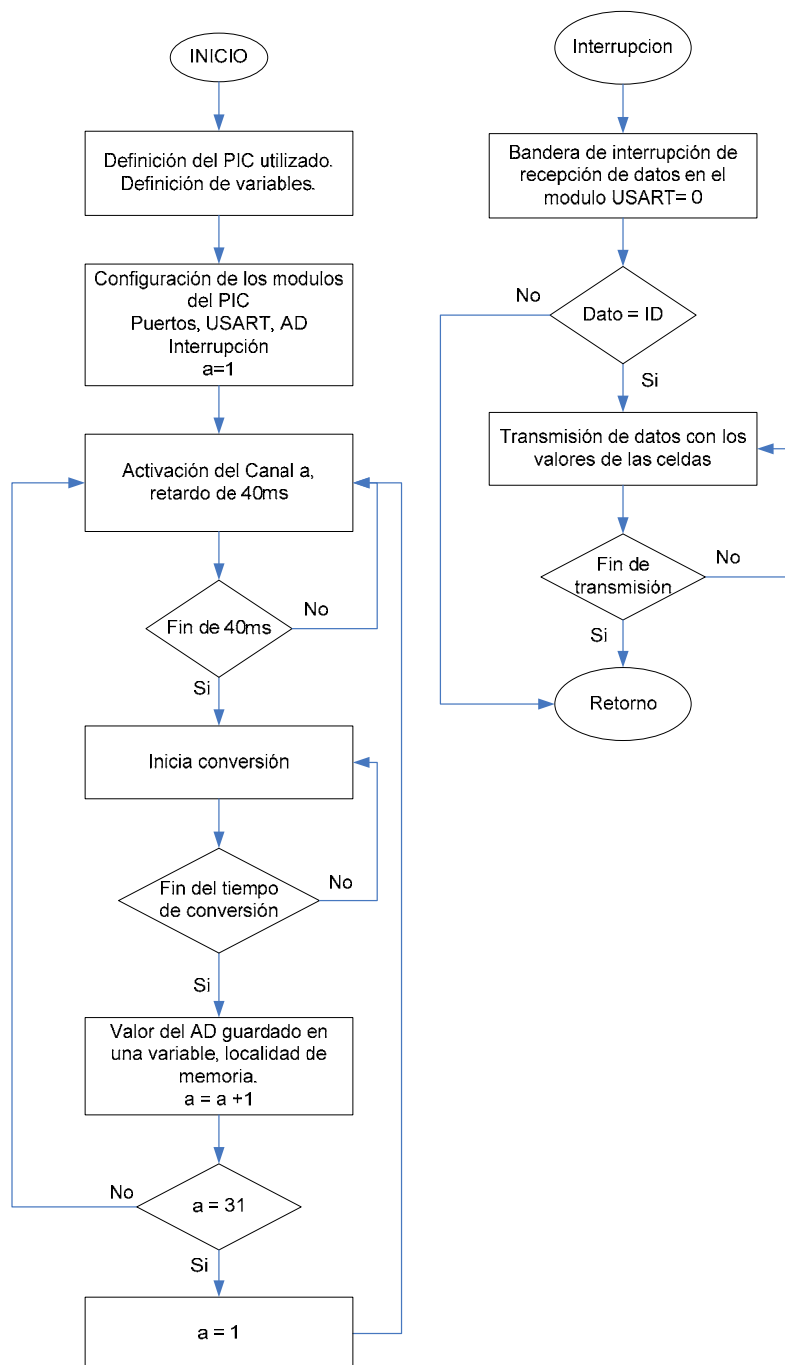 INICIO
Definición del PIC utilizado.
Definición de variables.
Configuración de los modulos
del PIC
Puertos, USART, AD
Interrupción
a=1
Activación del Canal a,
retardo de 40ms
Fin de 40ms
No
Si
Inicia conversión
Fin del tiempo
de conversión
No
Si
Valor del AD guardado en
una variable, localidad de
memoria.
a = a +1
a = 31
No
Si
a = 1
Interrupcion
Bandera de interrupción de
recepción de datos en el
modulo USART= 0
Dato = ID
No
Si
Transmisión de datos con los
valores de las celdas
Fin de
transmisión
No
Si
Retorno